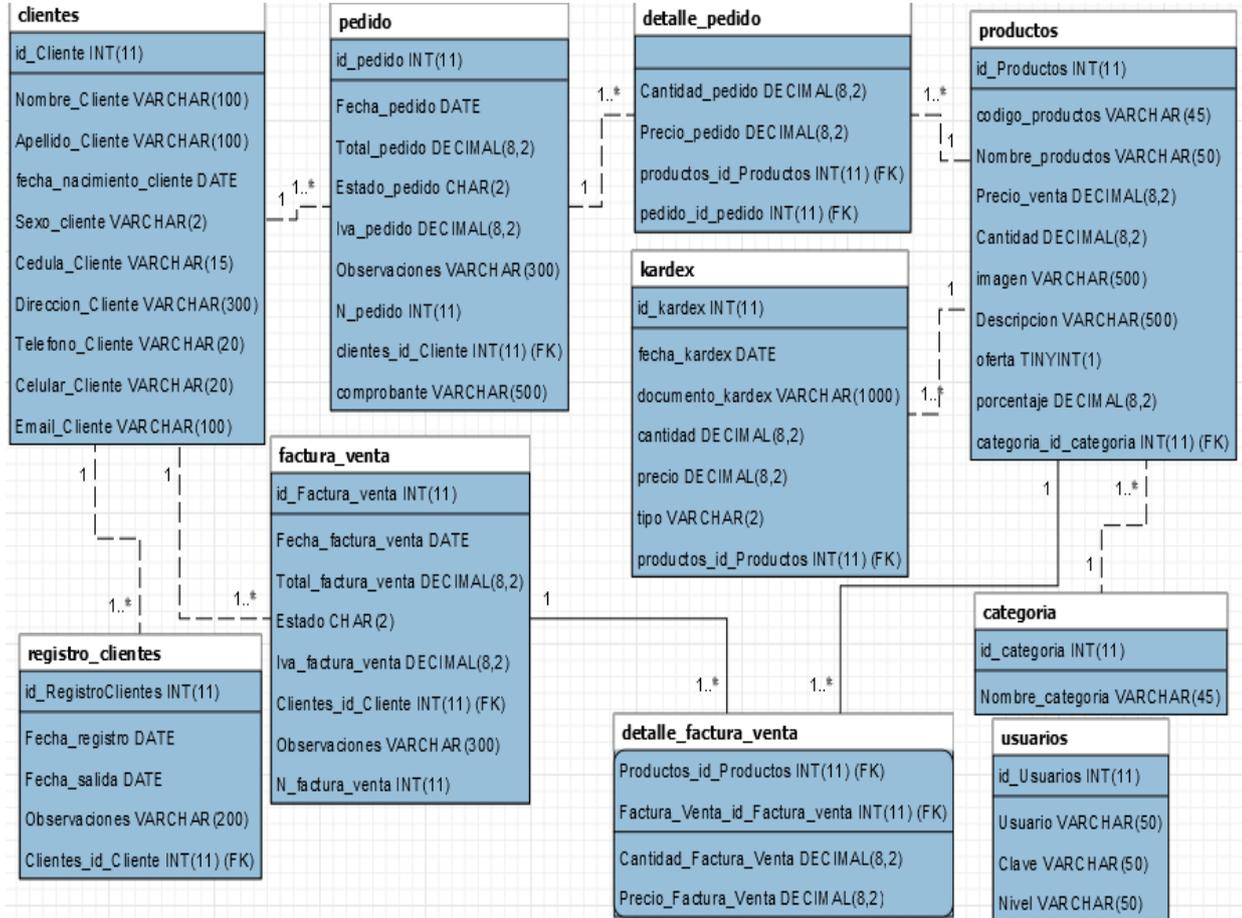 clientes
id_Cliente INT(11)
Nombre_Cliente VARCHAR(100)
Apellido_Cliente VARCHAR(100)
fecha_nacimiento_cliente DATE
Sexo_cliente VARCHAR(2)
Cedula_Cliente VARCHAR(15)
Direccion_Cliente VARCHAR(300)
Telefono_Cliente VARCHAR(20)
Celular_Cliente VARCHAR(20)
Email_Cliente VARCHAR(100)
1
1..*
pedido
id_pedido INT(11)
Fecha_pedido DATE
Total_pedido DECIMAL(8,2)
Estado_pedido CHAR(2)
Iva_pedido DECIMAL(8,2)
Observaciones VARCHAR(300)
N_pedido INT(11)
clientes_id_Cliente INT(11) (FK)
comprobante VARCHAR(500)
1
1..*
detalle_pedido
Cantidad_pedido DECIMAL(8,2)
Precio_pedido DECIMAL(8,2)
productos_id_Productos INT(11) (FK)
pedido_id_pedido INT(11) (FK)
1..*
1
productos
id_Productos INT(11)
codigo_productos VARCHAR(45)
Nombre_productos VARCHAR(50)
Precio_venta DECIMAL(8,2)
Cantidad DECIMAL(8,2)
imagen VARCHAR(500)
Descripcion VARCHAR(500)
oferta TINYINT(1)
porcentaje DECIMAL(8,2)
categoria_id_categoria INT(11) (FK)
kardex
id_kardex INT(11)
fecha_kardex DATE
documento_kardex VARCHAR(1000)
cantidad DECIMAL(8,2)
precio DECIMAL(8,2)
tipo VARCHAR(2)
productos_id_Productos INT(11) (FK)
1
1..*
1
1
1..*
1..*
factura_venta
id_Factura_venta INT(11)
Fecha_factura_venta DATE
Total_factura_venta DECIMAL(8,2)
Estado CHAR(2)
Iva_factura_venta DECIMAL(8,2)
Clientes_id_Cliente INT(11) (FK)
Observaciones VARCHAR(300)
N_factura_venta INT(11)
1
1..*
1
1..*
1..*
1
categoria
id_categoria INT(11)
Nombre_categoria VARCHAR(45)
registro_clientes
id_RegistroClientes INT(11)
Fecha_registro DATE
Fecha_salida DATE
Observaciones VARCHAR(200)
Clientes_id_Cliente INT(11) (FK)
detalle_factura_venta
Productos_id_Productos INT(11) (FK)
Factura_Venta_id_Factura_venta INT(11) (FK)
Cantidad_Factura_Venta DECIMAL(8,2)
Precio_Factura_Venta DECIMAL(8,2)
usuarios
id_Usuarios INT(11)
Usuario VARCHAR(50)
Clave VARCHAR(50)
Nivel VARCHAR(50)